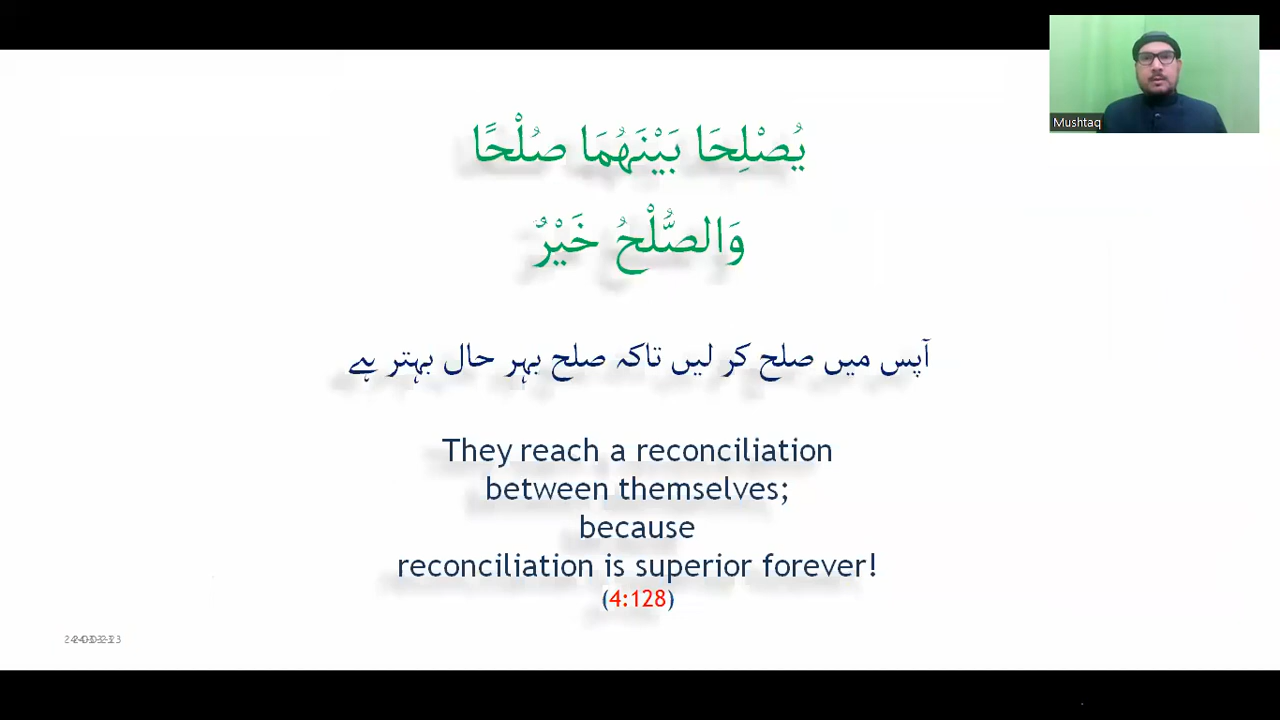 Mushtaq
يُصْلِحَا بَيْنَهُمَا صُلْحًا
وَالصُّلْحُ خَيْرٌ
آپس میں صلح کر لیں تاکہ صلح بہر حال بہتر ہے
They reach a reconciliation
between themselves;
because
reconciliation is superior forever!
(4:128)